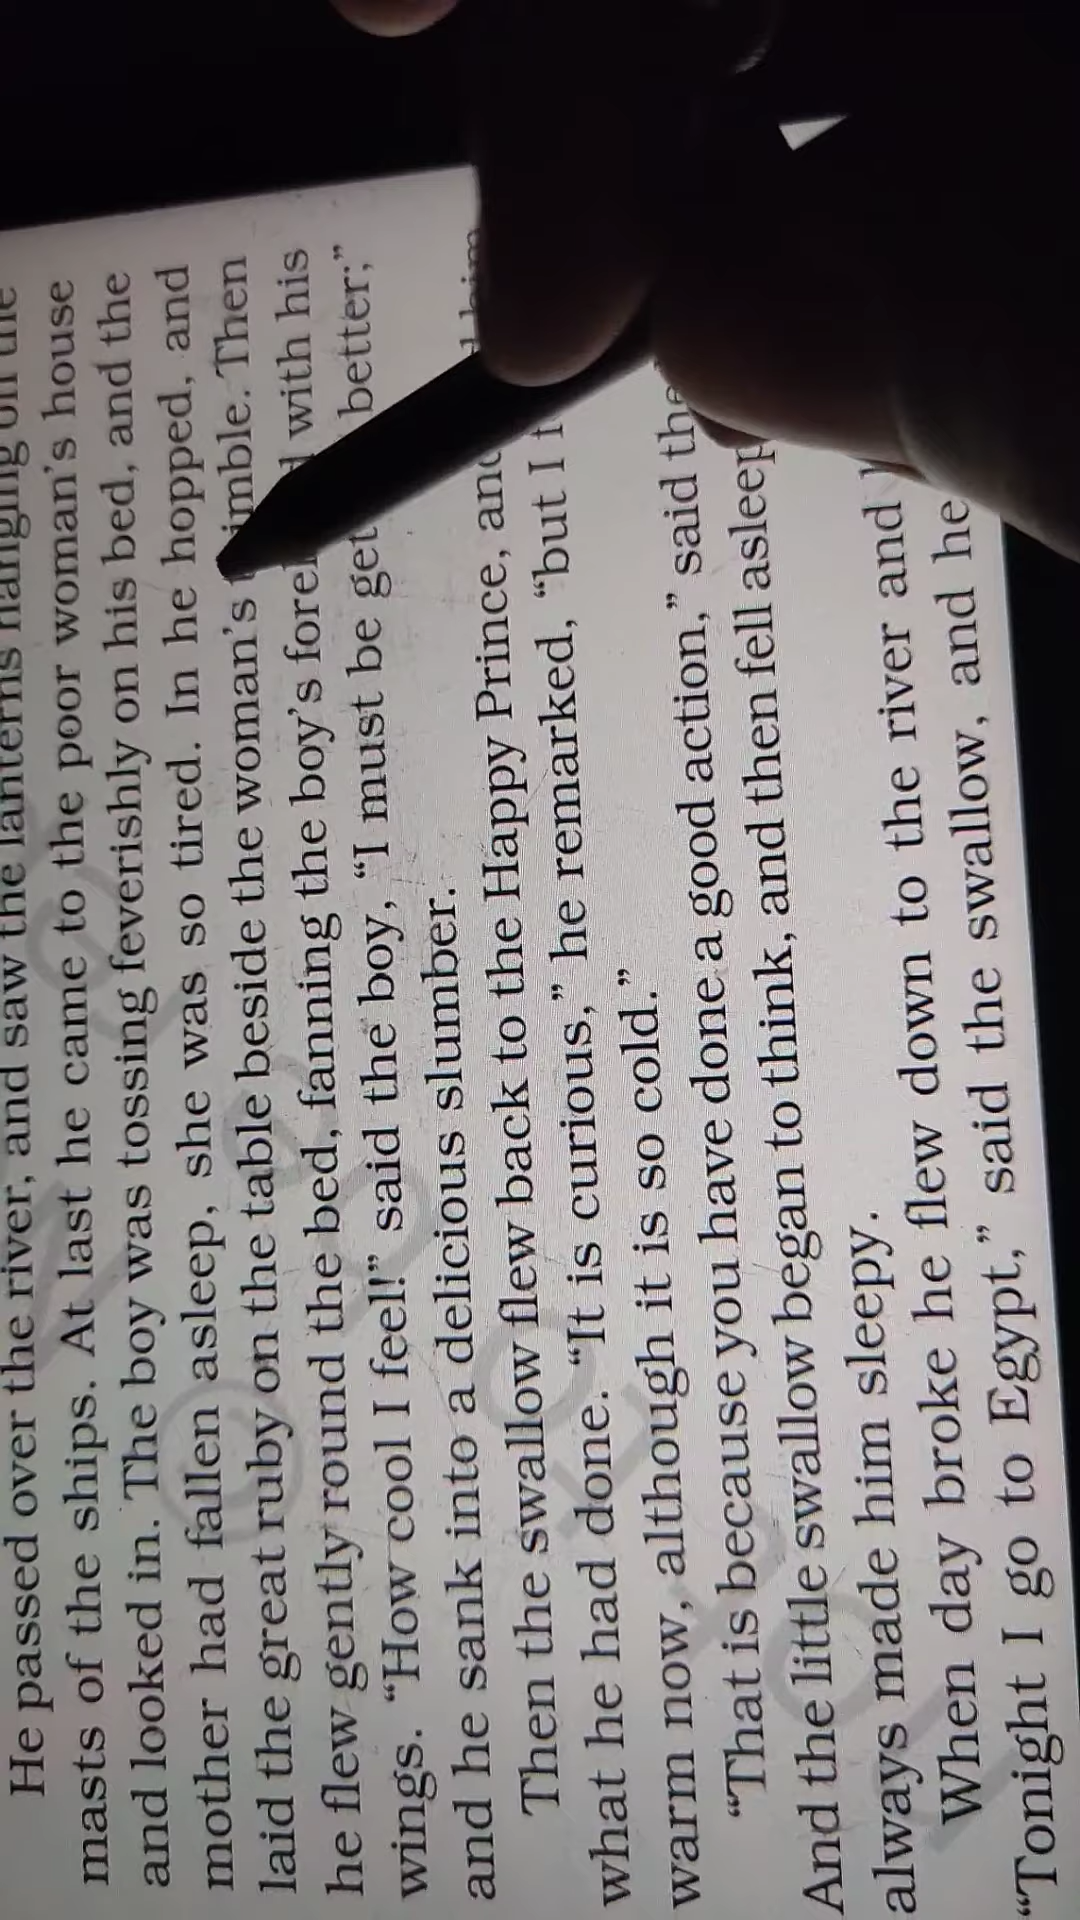 He passed over the river, and saw the lanterns hanging on the
masts of the ships. At last he came to the poor woman's house
and looked in. The boy was tossing feverishly on his bed, and the
mother had fallen asleep, she was so tired. In he hopped, and
laid the great ruby on the table beside the woman's Then
he flew gently round the bed, fanning the boy's with his
wings. “How cool I feel!” said the boy, “I must be better;”
and he sank into a delicious slumber.
Then the swallow flew back to the Happy Prince, and him
what he had done. “It is curious,” he remarked, “but I
warm now, although it is so cold.”
“That is because you have done a good action,” said the
And the little swallow began to think, and then fell asleep
always made him sleepy.
When day broke he flew down to the river and
“Tonight I go to Egypt,” said the swallow, and he